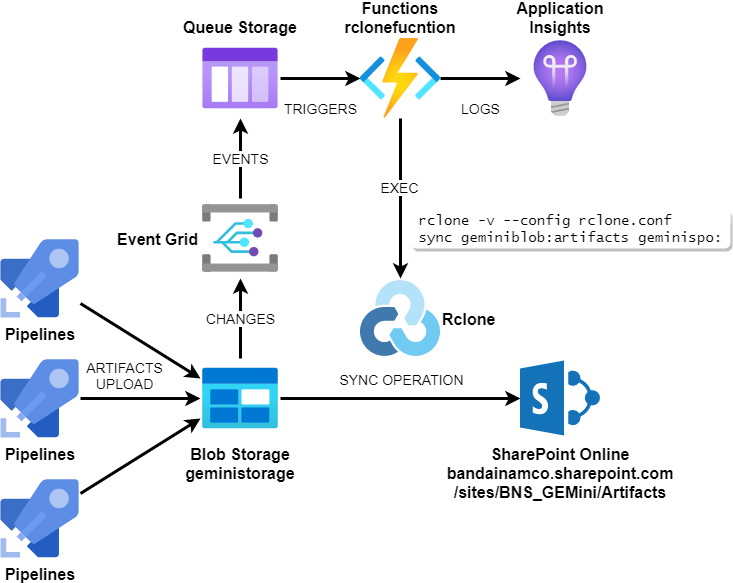 Queue Storage
Functions
rclonefucntion
Application
Insights
TRIGGERS
LOGS
EVENTS
EXEC
rclone -v --config rclone.conf
sync geminiblob:artifacts geminispo:
Event Grid
Pipelines
CHANGES
Rclone
ARTIFACTS
UPLOAD
SYNC OPERATION
S
Pipelines
Blob Storage
geministorage
SharePoint Online
bandainamco.sharepoint.com
/sites/BNS_GEMini/Artifacts
Pipelines